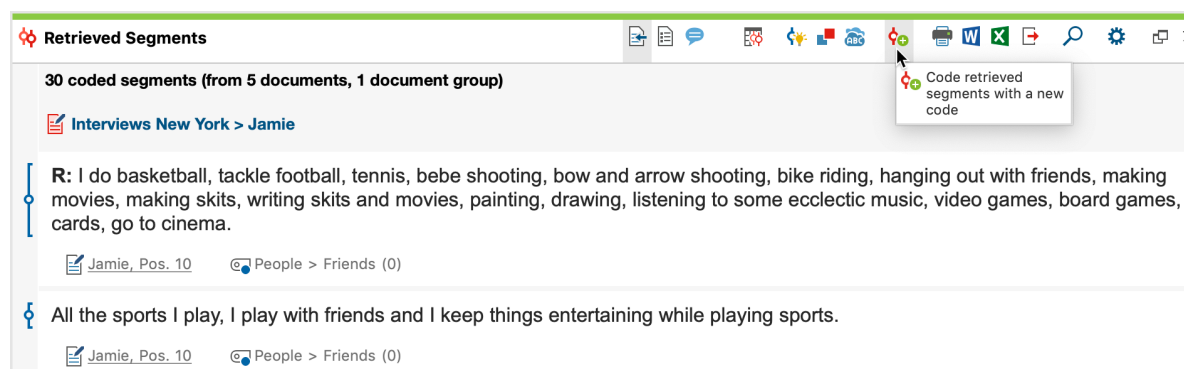 Retrieved Segments
ABC
W
X
30 coded segments (from 5 documents, 1 document group)
Code retrieved
segments with a new
code
Interviews New York > Jamie
R: I do basketball, tackle football, tennis, bebe shooting, bow and arrow shooting, bike riding, hanging out with friends, making
movies, making skits, writing skits and movies, painting, drawing, listening to some ecclectic music, video games, board games,
cards, go to cinema.
Jamie, Pos. 10 People > Friends (0)
All the sports I play, I play with friends and I keep things entertaining while playing sports.
Jamie, Pos. 10 People > Friends (0)